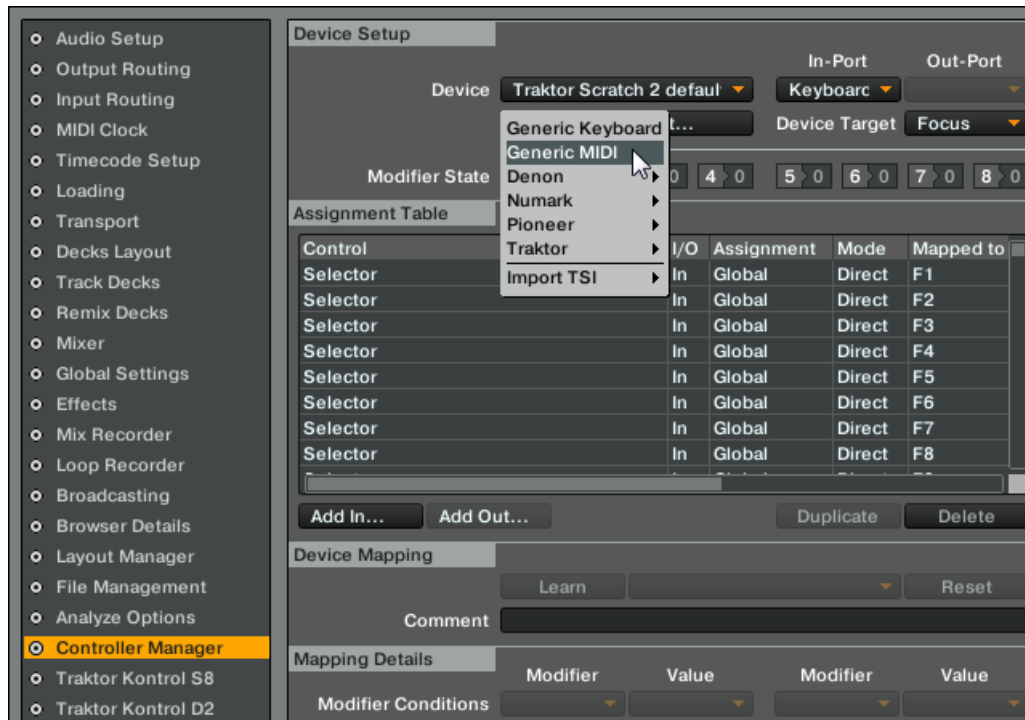 Audio Setup
Output Routing
Input Routing
MIDI Clock
Timecode Setup
Loading
Transport
Decks Layout
Track Decks
Remix Decks
Mixer
Global Settings
Effects
Mix Recorder
Loop Recorder
Broadcasting
Browser Details
Layout Manager
File Management
Analyze Options
Controller Manager
Traktor Kontrol S8
Traktor Kontrol D2
Device Setup
In-Port Out-Port
Device Traktor Scratch 2 defaul Keyboarc
t... Device Target Focus
Generic Keyboard
Generic MIDI
Denon
Numark
Pioneer
Traktor
Import TSI
Modifier State 0 4 0 5 0 6 0 7 0 8 0
Assignment Table
Control I/O Assignment Mode Mapped to
Selector In Global Direct F1
Selector In Global Direct F2
Selector In Global Direct F3
Selector In Global Direct F4
Selector In Global Direct F5
Selector In Global Direct F6
Selector In Global Direct F7
Selector In Global Direct F8
Add In... Add Out... Duplicate Delete
Device Mapping
Learn Reset
Comment
Mapping Details
Modifier Value Modifier Value
Modifier Conditions